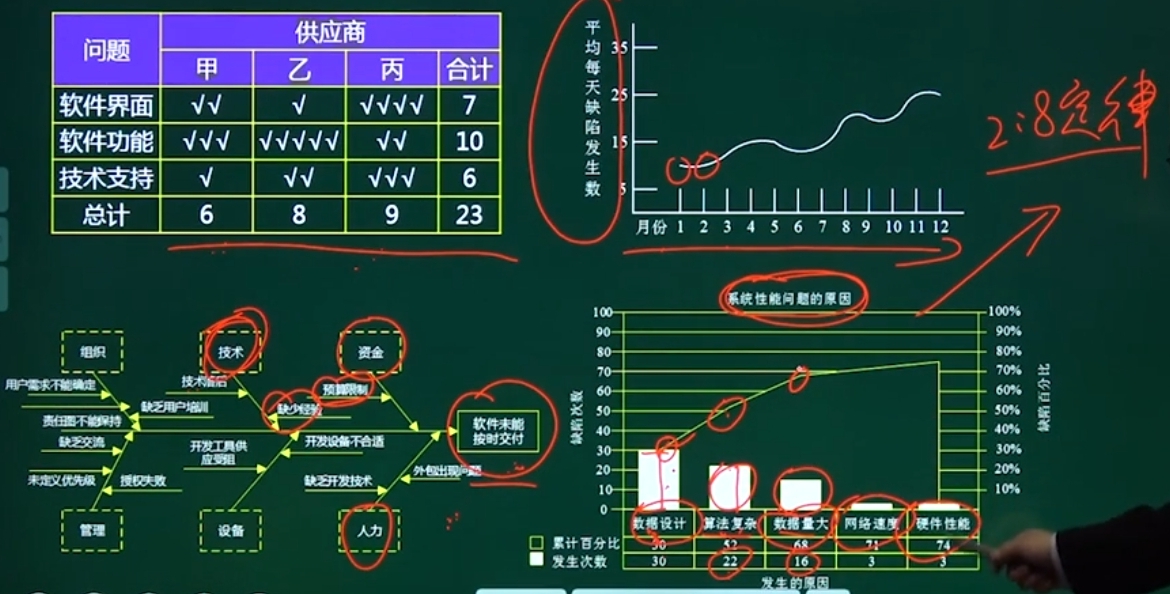 问题 供应商
甲 乙 丙 合计
软件界面 √√ √ √√√√ 7
软件功能 √√√ √√√√√ √√ 10
技术支持 √ √√ √√√ 6
总计 6 8 9 23
平均每天缺陷发生数
35
25
15
5
月份 1 2 3 4 5 6 7 8 9 10 11 12
2:8定律
组织 技术 资金
用户需求不能确定
技术落后
预算限制
缺乏用户培训
缺少经验
责任图不能保持
缺乏交流
开发工具供应受阻
开发设备不合适
软件未能
按时交付
未定义优先级
授权失败
缺乏开发技术
外包出现问题
管理 设备 人力
系统性能问题的原因
缺陷次数
100
90
80
70
60
50
40
30
20
10
0
100%
90%
80%
70%
60%
50%
40%
30%
20%
10%
缺陷百分比
数据设计 算法复杂 数据量大 网络速度 硬件性能
累计百分比 30 52 68 71 74
发生次数 30 22 16 3 3
发生的原因